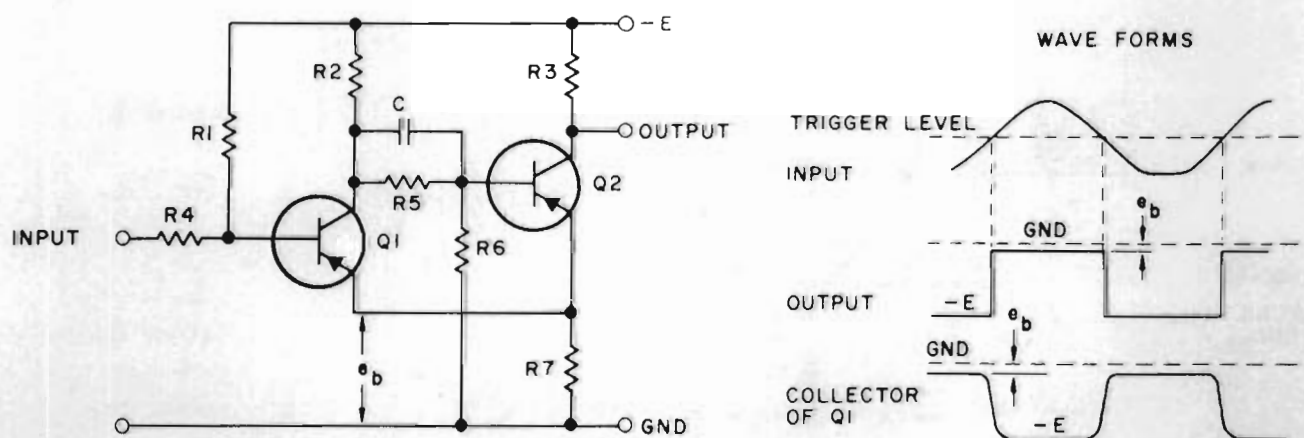 -E
R2
R3
C
R1
OUTPUT
R5
Q2
R4
INPUT
Q1
R6
e b
R7
GND
WAVE FORMS
TRIGGER LEVEL
INPUT
e b
GND
OUTPUT
-E
e b
GND
COLLECTOR
OF Q1
-E